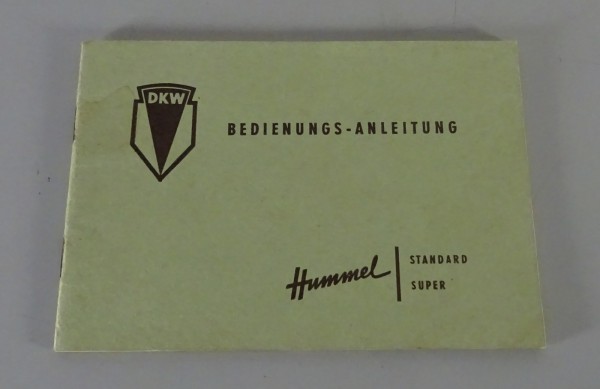 DKW
BEDIENUNGS-ANLEITUNG
Hummel
STANDARD
SUPER